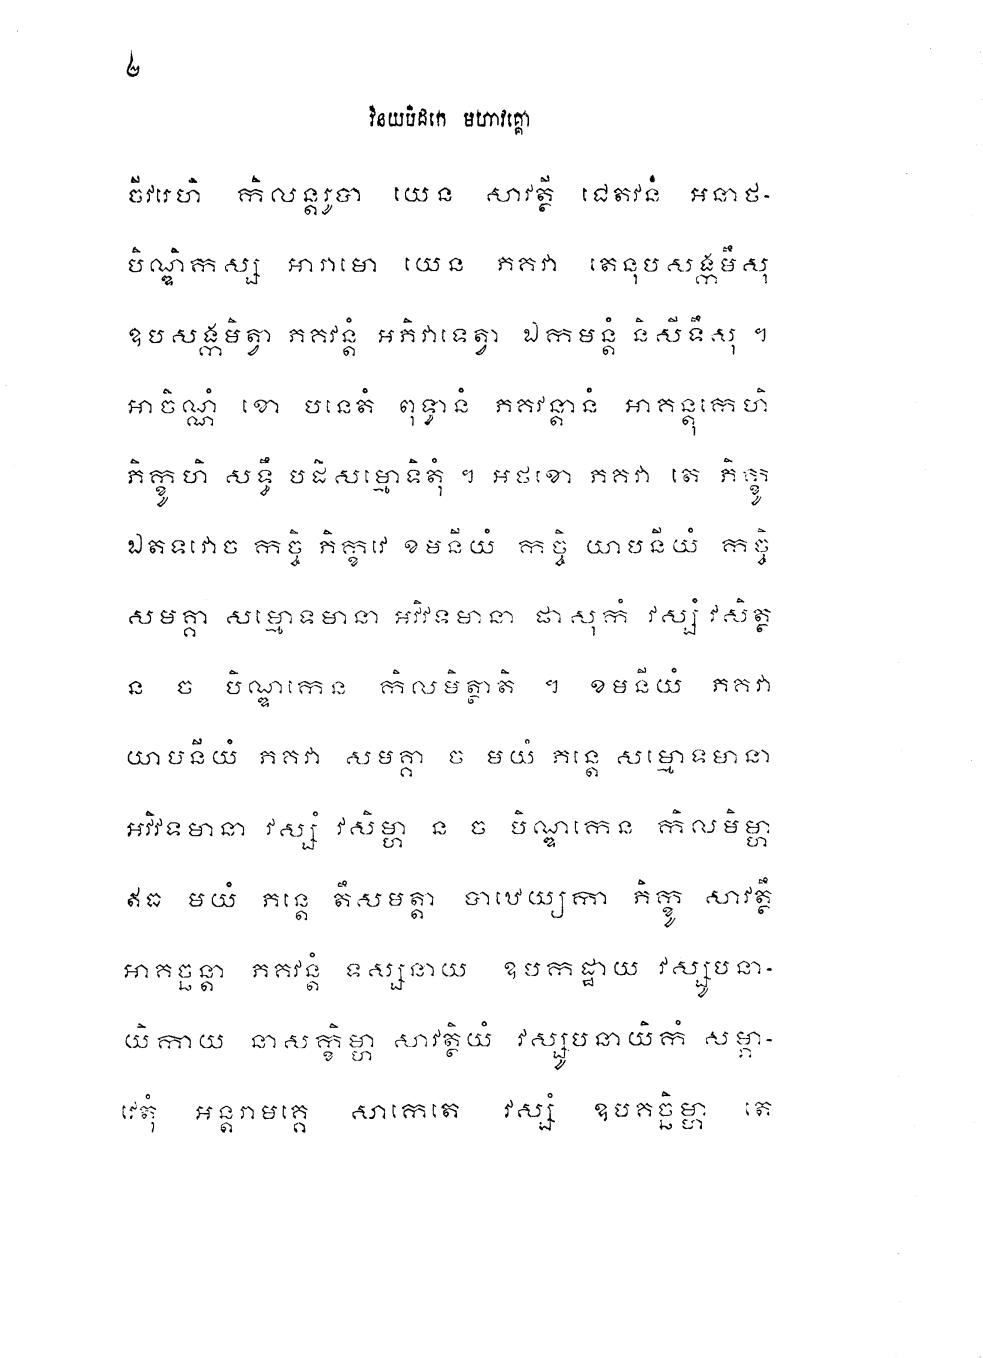 ៤
វិនយបិដកេ មហាវគ្គោ
ចីវរេហិ កិលន្តរូបា យេន សាវត្ថី ជេតវនំ អនាថ-
បិណ្ឌិកស្ស អារាមោ យេន ភគវា តេនុបសង្កមឹសុ
ឧបសង្កមិត្វា ភគវន្តំ អភិវាទេត្វា ឯកមន្តំ និសីទឹសុ ។
អាចិណ្ណំ ខោ បនេតំ ពុទ្ធានំ ភគវន្តានំ អាគន្តុកេហិ
ភិក្ខូហិ សទ្ធឹ បដិសម្មោទិតុំ ។ អថខោ ភគវា តេ ភិក្ខូ
ឯតទវោច កច្ចិ ភិក្ខវេ ខមនីយំ កច្ចិ យាបនីយំ កច្ចិ
សមគ្គា សម្មោទមានា អវិវទមានា ផាសុកំ វស្សំ វសិត្ថ
ន ច បិណ្ឌកេន កិលមិត្ថាតិ ។ ខមនីយំ ភគវា
យាបនីយំ ភគវា សមគ្គា ច មយំ ភន្តេ សម្មោទមានា
អវិវទមានា វស្សំ វសិម្ហា ន ច បិណ្ឌកេន កិលមិម្ហា
ឥធ មយំ ភន្តេ តឹសមត្តា បាឋេយ្យកា ភិក្ខូ សាវត្ថឹ
អាគច្ឆន្តា ភគវន្តំ ទស្សនាយ ឧបកដ្ឋាយ វស្សូបនា-
យិកាយ នាសក្ខិម្ហា សាវត្ថិយំ វស្សូបនាយិកំ សម្ភា-
វេតុំ អន្តរាមគ្គេ សាកេតេ វស្សំ ឧបគច្ឆិម្ហា តេ